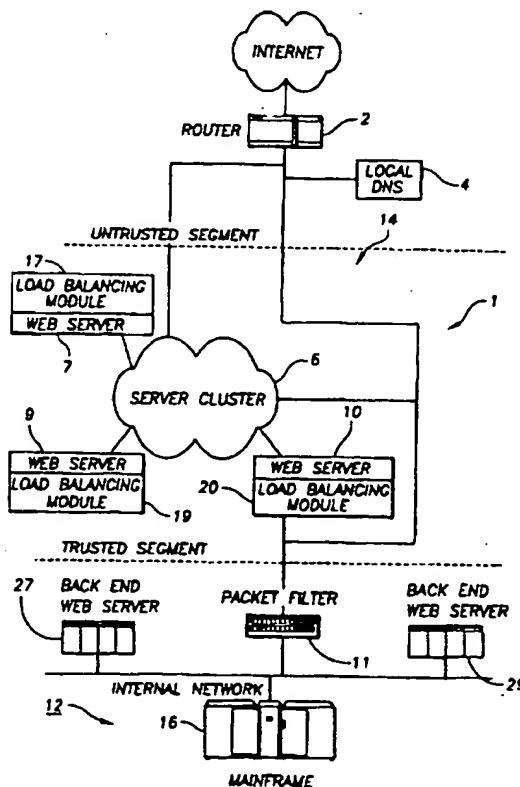 INTERNET
ROUTER
2
LOCAL
DNS
4
UNTRUSTED SEGMENT
14
17
LOAD BALANCING
MODULE
WEB SERVER
7
1
6
SERVER CLUSTER
9
WEB SERVER
LOAD BALANCING
MODULE
19
10
WEB SERVER
LOAD BALANCING
MODULE
20
TRUSTED SEGMENT
27
BACK END
WEB SERVER
PACKET FILTER
11
BACK END
WEB SERVER
29
INTERNAL NETWORK
12
16
MAINFRAME